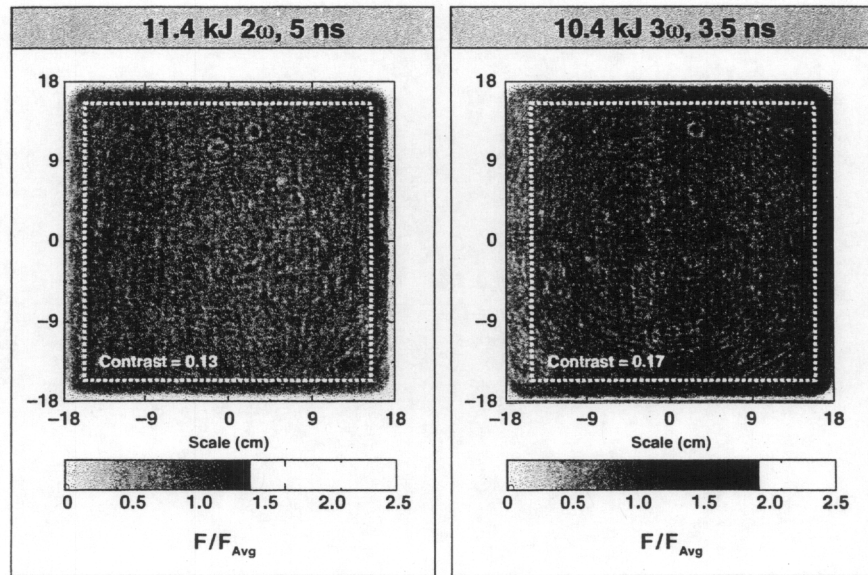 11.4 kJ 2ω, 5 ns
18
9
0
−9
−18
Contrast = 0.13
−18 −9 0 9 18
Scale (cm)
0 0.5 1.0 1.5 2.0 2.5
F/F_Avg
10.4 kJ 3ω, 3.5 ns
18
9
0
−9
−18
Contrast = 0.17
−18 −9 0 9 18
Scale (cm)
0 0.5 1.0 1.5 2.0 2.5
F/F_Avg